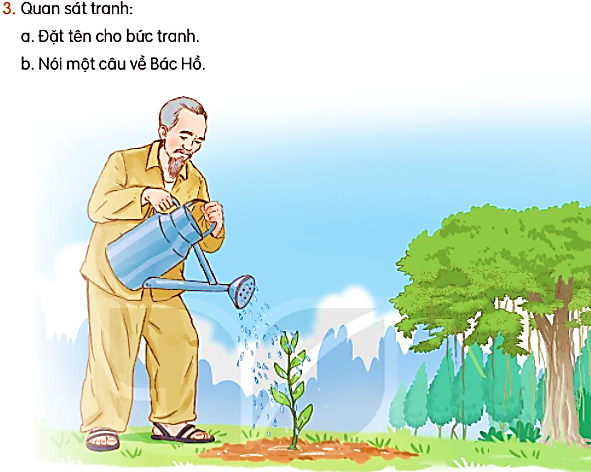 3. Quan sát tranh:
a. Đặt tên cho bức tranh.
b. Nói một câu về Bác Hồ.